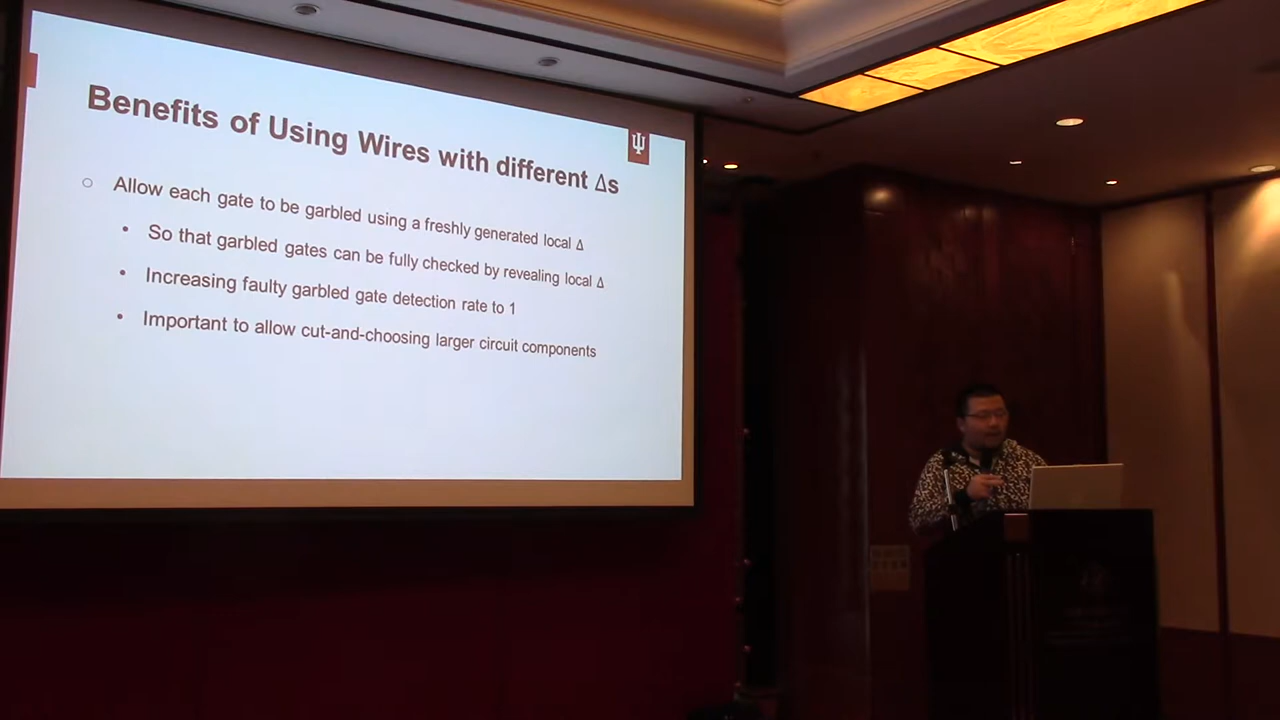 Benefits of Using Wires with different Δs
Allow each gate to be garbled using a freshly generated local Δ
So that garbled gates can be fully checked by revealing local Δ
Increasing faulty garbled gate detection rate to 1
Important to allow cut-and-choosing larger circuit components